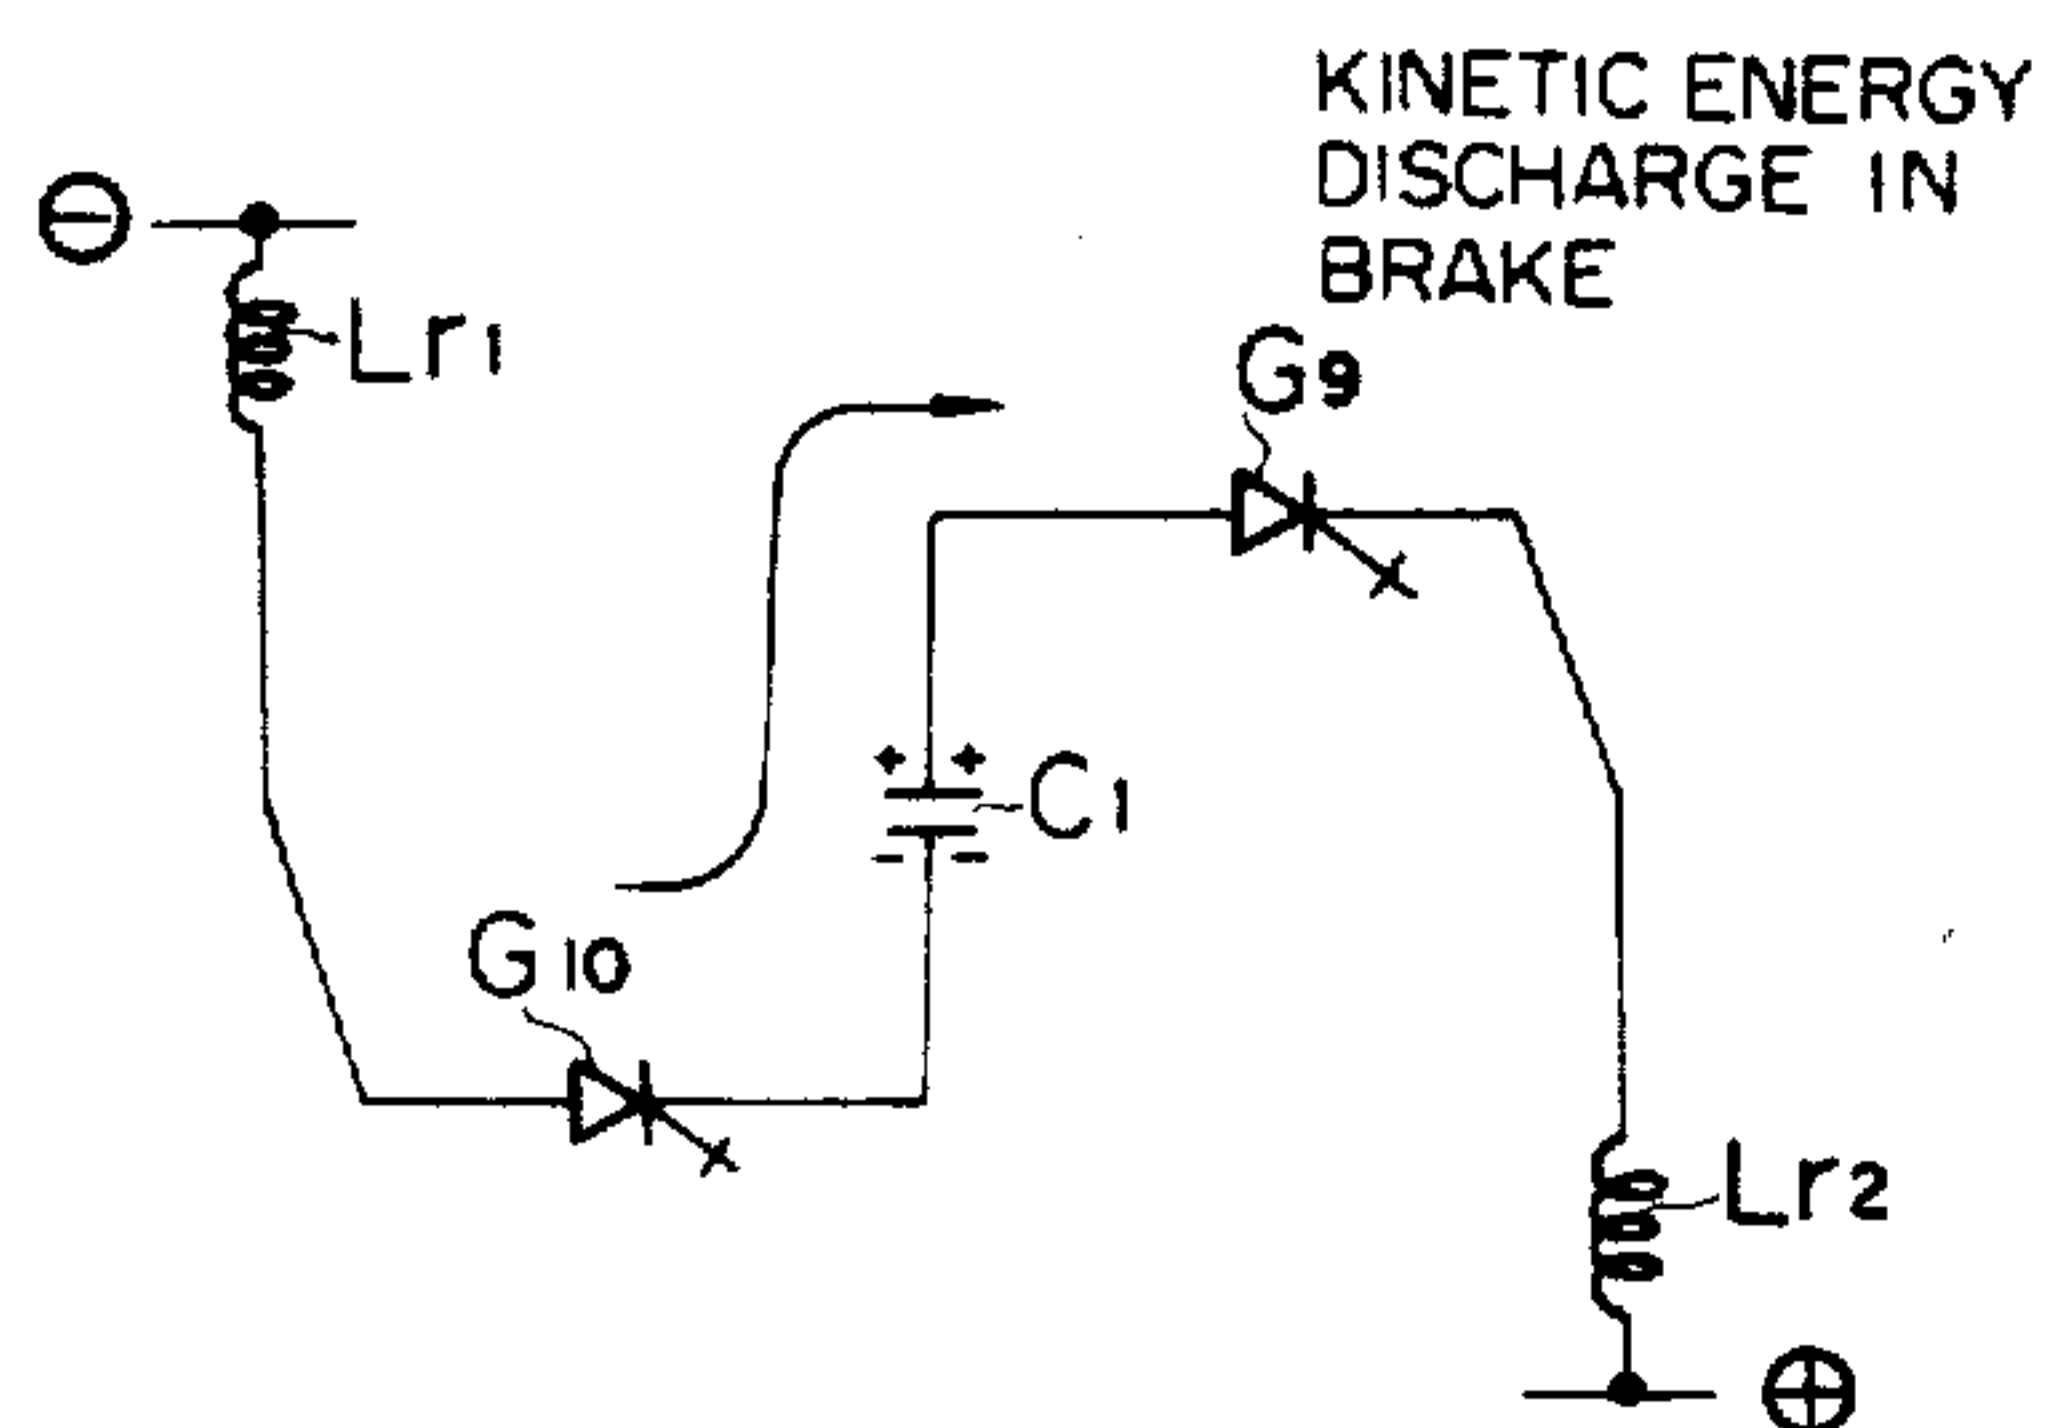 KINETIC ENERGY
DISCHARGE IN
BRAKE
⊖
Lr1
G9
+ +
C1
- -
G10
Lr2
⊕